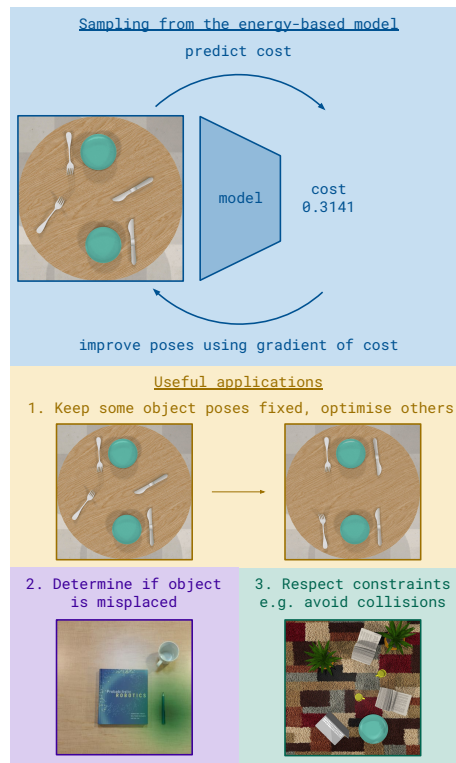 Sampling from the energy-based model
predict cost
model
cost
0.3141
improve poses using gradient of cost
Useful applications
1. Keep some object poses fixed, optimise others
2. Determine if object
is misplaced
3. Respect constraints
e.g. avoid collisions
ROBOTICS